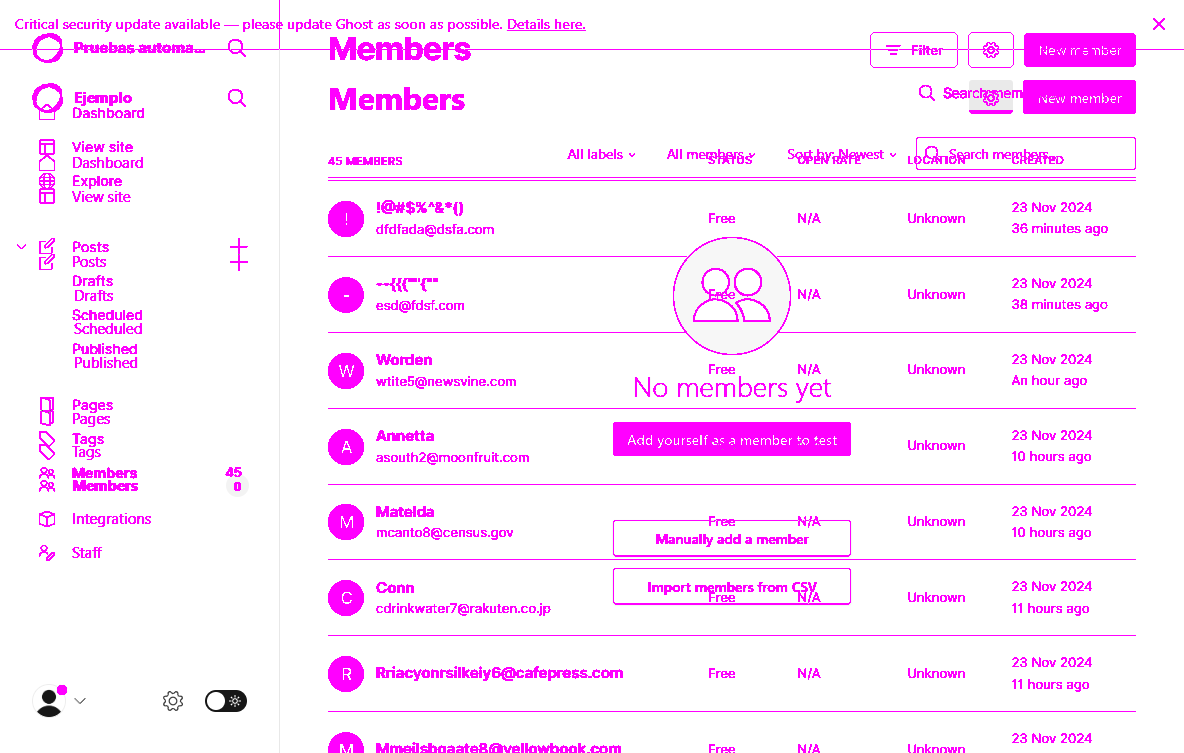 Critical security update available — please update Ghost as soon as possible. Details here.
Pruebas automa...
Members
Filter
New member
Ejemplo
Dashboard
Members
Search mem
New member
View site
Dashboard
Explore
View site
45 MEMBERS
All labels
All members
Sort by: Newest
Search members...
STATUS
OPEN RATE
LOCATION
CREATED
! !@#$%^&*() Free N/A Unknown 23 Nov 2024
dfdfada@dsfa.com 36 minutes ago
Posts
Posts
Drafts
Drafts
Scheduled
Scheduled
Published
Published
- Free N/A Unknown 23 Nov 2024
esd@fdsf.com 38 minutes ago
W Worden Free N/A Unknown 23 Nov 2024
wtite5@newsvine.com An hour ago
No members yet
Pages
Pages
Tags
Tags
Members 45
Members 0
Integrations
Staff
A Annetta Unknown 23 Nov 2024
asouth2@moonfruit.com 10 hours ago
Add yourself as a member to test
M Matelda Free N/A Unknown 23 Nov 2024
mcanto8@census.gov 10 hours ago
Manually add a member
C Conn Free N/A Unknown 23 Nov 2024
cdrinkwater7@rakuten.co.jp 11 hours ago
Import members from CSV
R Free N/A Unknown 23 Nov 2024
11 hours ago
M Free N/A Unknown 23 Nov 2024